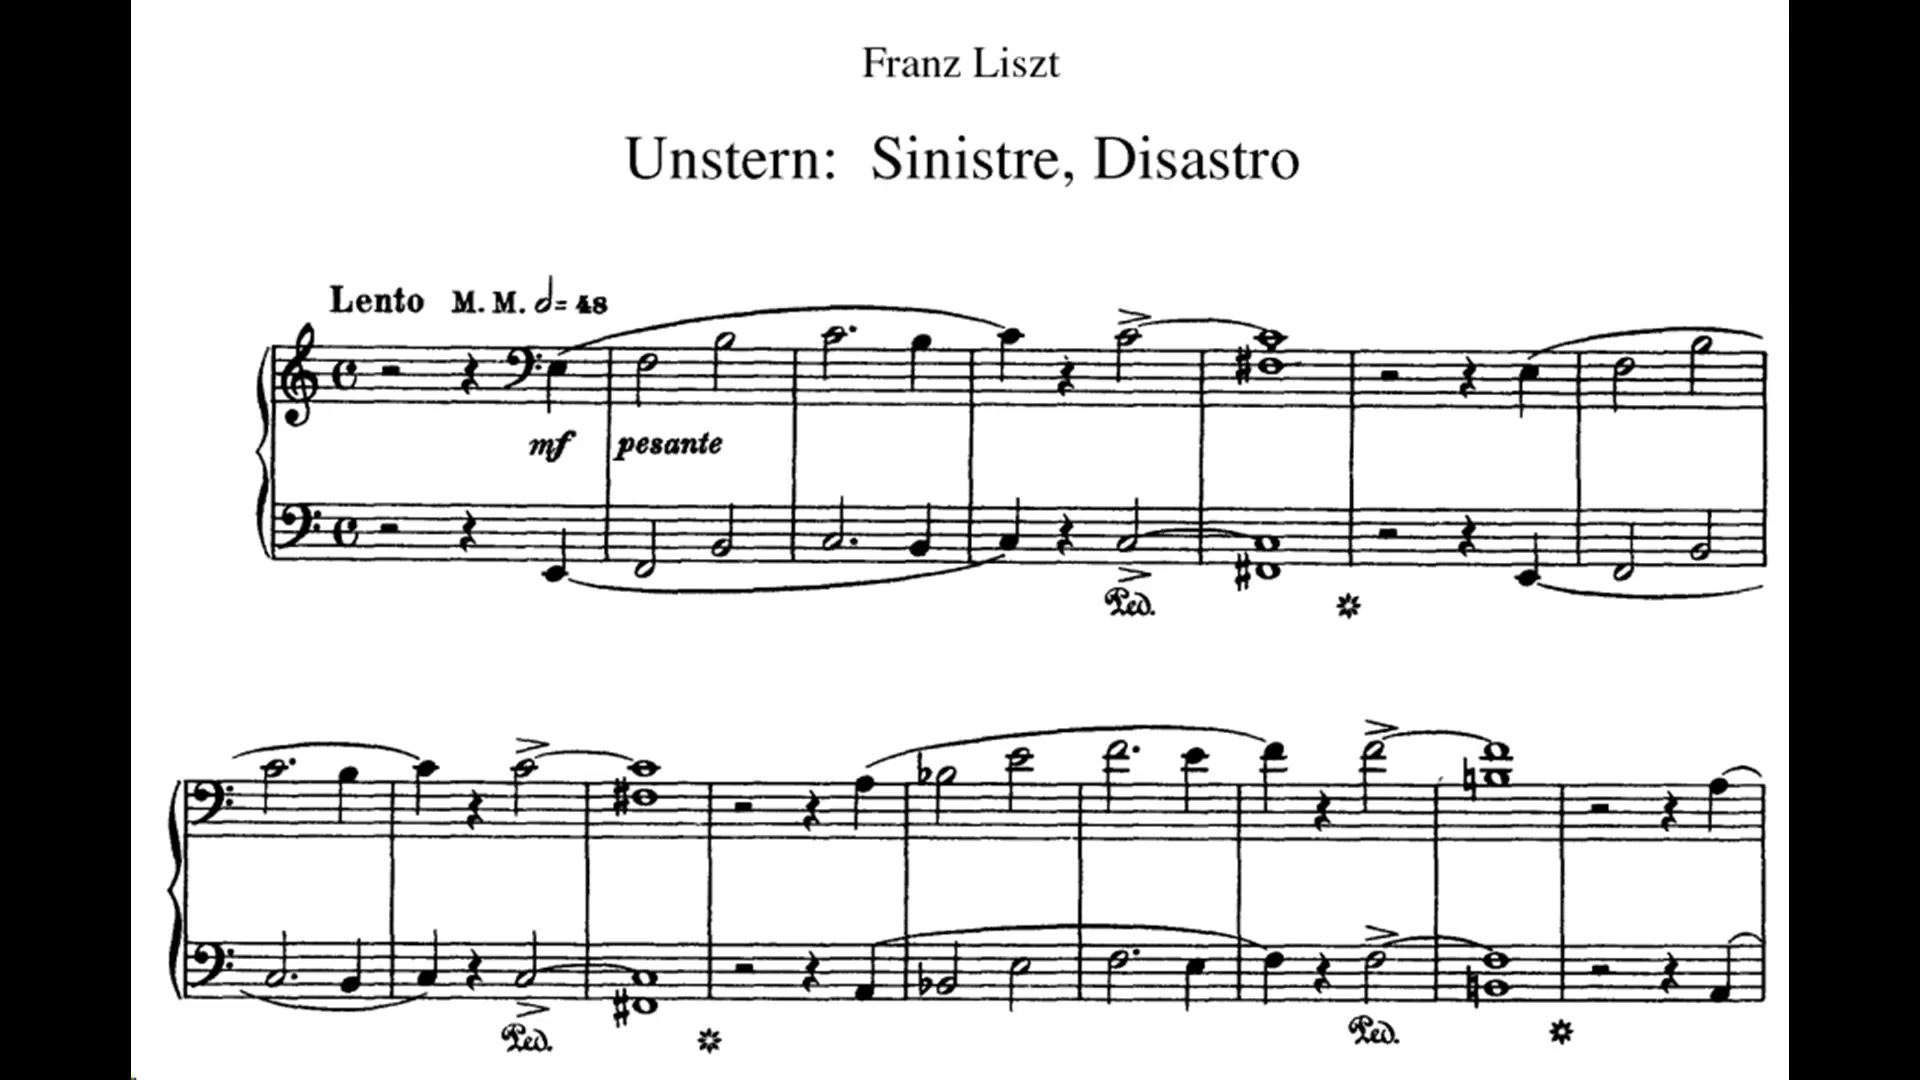 Franz Liszt
Unstern: Sinistre, Disastro
Lento M. M. 𝅗𝅥= 48
mf pesante
Ped.
Ped. Ped.